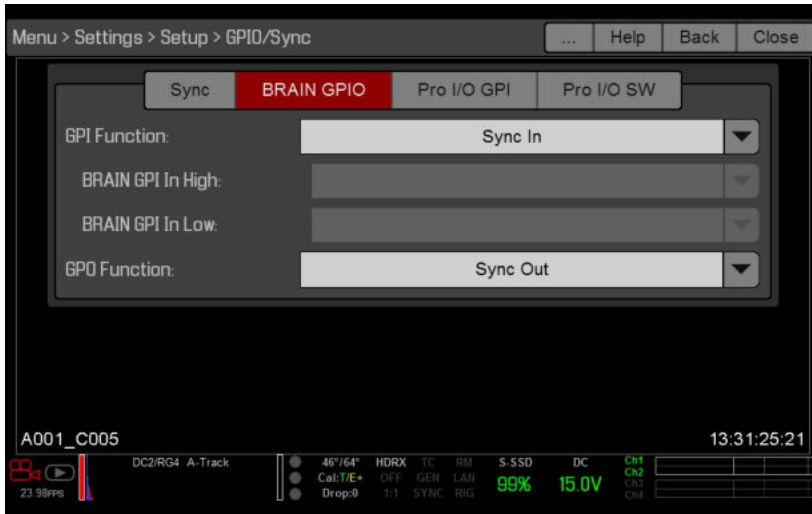 Menu > Settings > Setup > GPIO/Sync ... Help Back Close
Sync BRAIN GPIO Pro I/O GPI Pro I/O SW
GPI Function: Sync In
BRAIN GPI In High:
BRAIN GPI In Low:
GPO Function: Sync Out
A001_C005 13:31:25:21
DC2/RG4 A-Track 46°/64° HDRX TC RM S-SSD DC Ch1
Cal:T/E+ OFF GEN LAN 99% 15.0V Ch2
Ch3
23.98FPS Drop:0 1:1 SYNC RIG Ch4